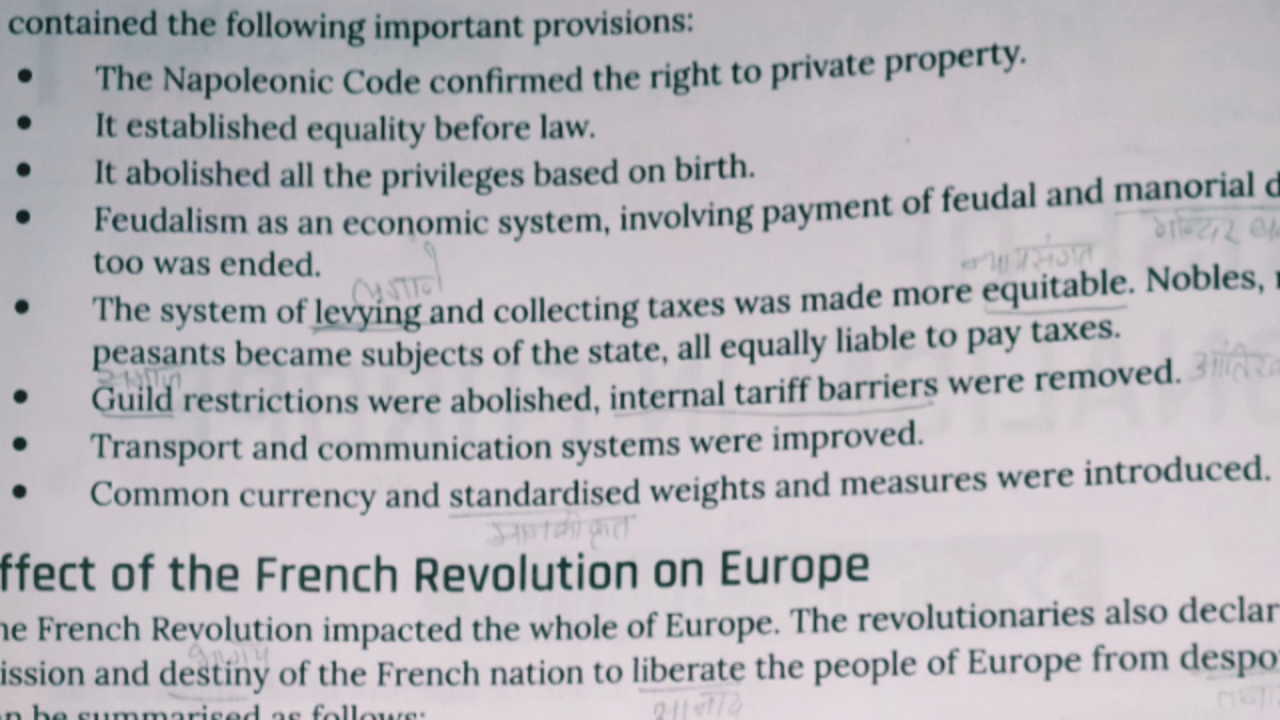 contained the following important provisions:
• The Napoleonic Code confirmed the right to private property.
• It established equality before law.
• It abolished all the privileges based on birth.
• Feudalism as an economic system, involving payment of feudal and manorial
too was ended.
• The system of levying and collecting taxes was made more equitable. Nobles,
peasants became subjects of the state, all equally liable to pay taxes.
• Guild restrictions were abolished, internal tariff barriers were removed.
• Transport and communication systems were improved.
• Common currency and standardised weights and measures were introduced.
ffect of the French Revolution on Europe
he French Revolution impacted the whole of Europe. The revolutionaries also declar
ission and destiny of the French nation to liberate the people of Europe from despo
n be summarised as follows: